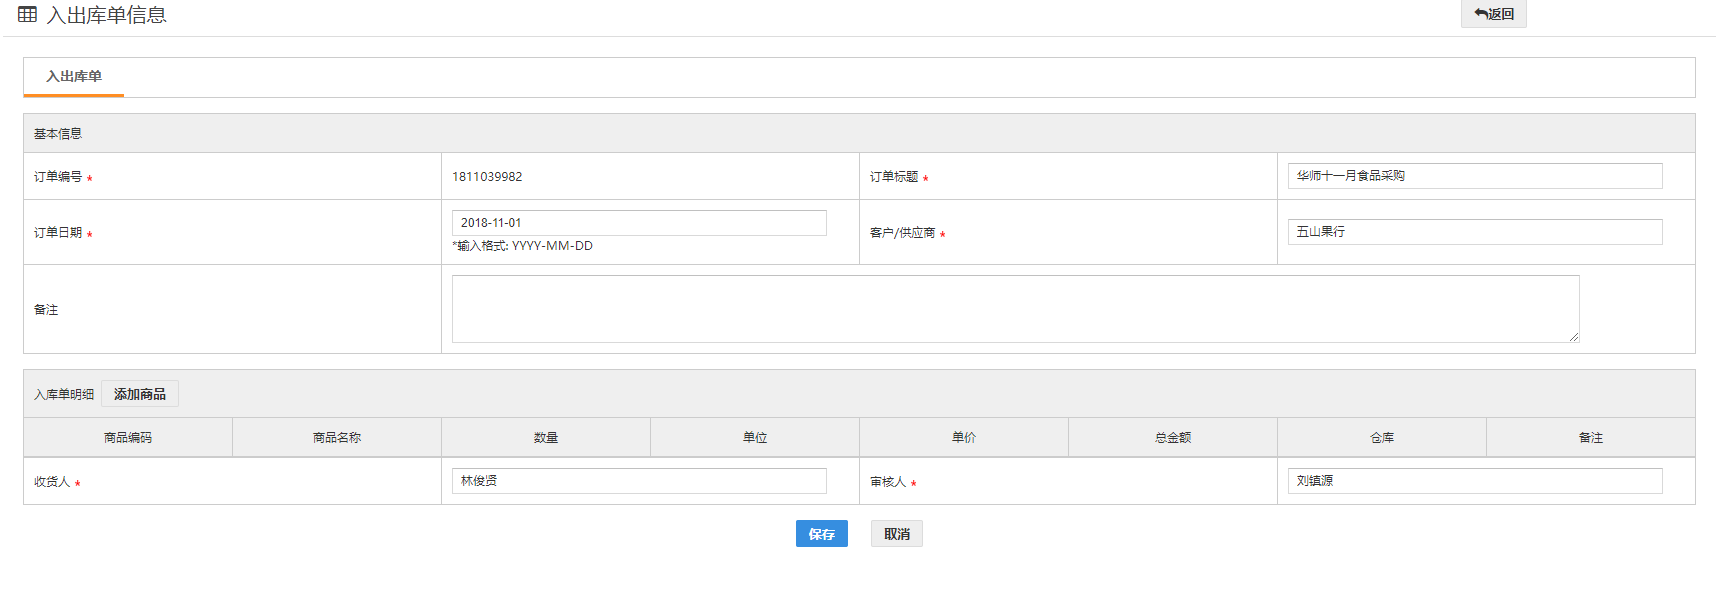 入出库单信息
返回
入出库单
基本信息
订单编号 *
1811039982
订单标题 *
华师十一月食品采购
订单日期 *
2018-11-01
*输入格式: YYYY-MM-DD
客户/供应商 *
五山果行
备注
入库单明细 添加商品
商品编码 商品名称 数量 单位 单价 总金额 仓库 备注
收货人 *
林俊贤
审核人 *
刘镇源
保存 取消